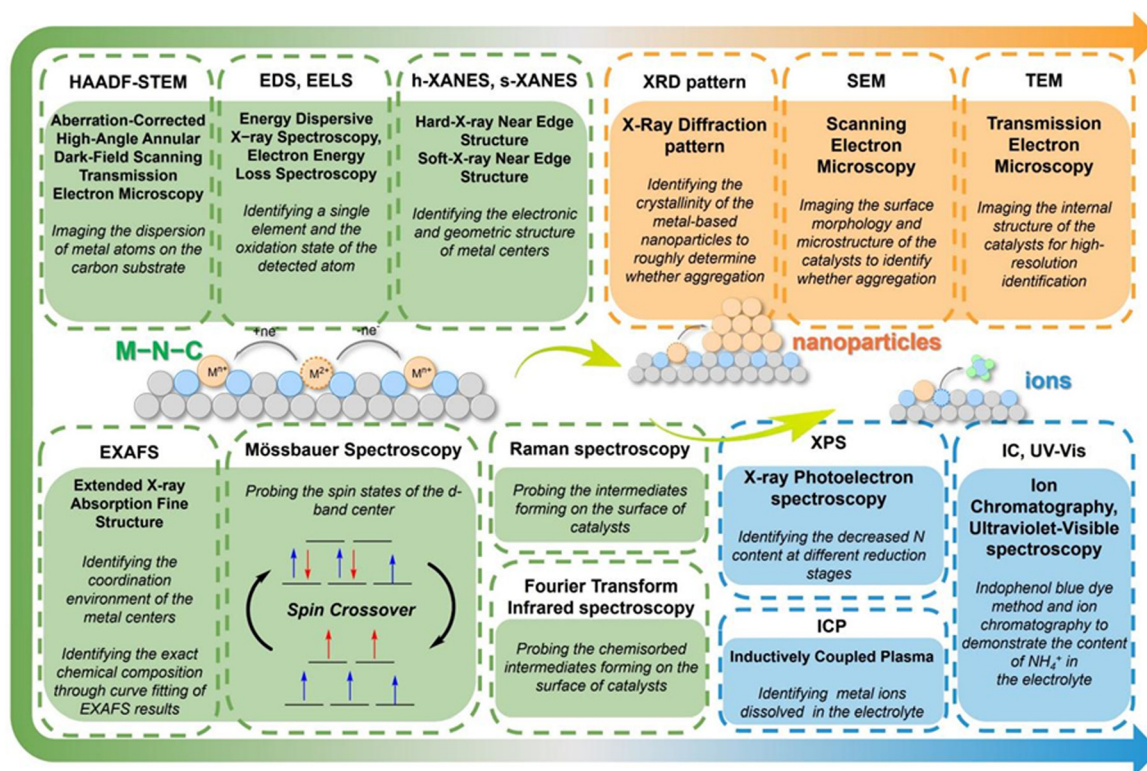 HAADF-STEM
Aberration-Corrected
High-Angle Annular
Dark-Field Scanning
Transmission
Electron Microscopy
Imaging the dispersion
of metal atoms on the
carbon substrate
EDS, EELS
Energy Dispersive
X−ray Spectroscopy,
Electron Energy
Loss Spectroscopy
Identifying a single
element and the
oxidation state of the
detected atom
h-XANES, s-XANES
Hard-X-ray Near Edge
Structure
Soft-X-ray Near Edge
Structure
Identifying the electronic
and geometric structure
of metal centers
XRD pattern
X-Ray Diffraction
pattern
Identifying the
crystallinity of the
metal-based
nanoparticles to
roughly determine
whether aggregation
SEM
Scanning
Electron
Microscopy
Imaging the surface
morphology and
microstructure of the
catalysts to identify
whether aggregation
TEM
Transmission
Electron
Microscopy
Imaging the internal
structure of the
catalysts for high-
resolution
identification
M−N−C
+ne⁻
-ne⁻
Mⁿ⁺
M²⁺
Mⁿ⁺
nanoparticles
ions
EXAFS
Extended X-ray
Absorption Fine
Structure
Identifying the
coordination
environment of the
metal centers
Identifying the exact
chemical composition
through curve fitting of
EXAFS results
Mössbauer Spectroscopy
Probing the spin states of the d-
band center
Spin Crossover
Raman spectroscopy
Probing the intermediates
forming on the surface of
catalysts
Fourier Transform
Infrared spectroscopy
Probing the chemisorbed
intermediates forming on the
surface of catalysts
XPS
X-ray Photoelectron
spectroscopy
Identifying the decreased N
content at different reduction
stages
ICP
Inductively Coupled Plasma
Identifying metal ions
dissolved in the electrolyte
IC, UV-Vis
Ion
Chromatography,
Ultraviolet-Visible
spectroscopy
Indophenol blue dye
method and ion
chromatography to
demonstrate the content
of NH₄⁺ in
the electrolyte